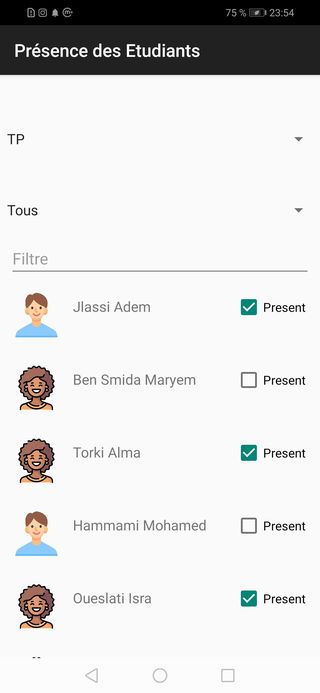 75 % 23:54
Présence des Etudiants
TP
Tous
Filtre
Jlassi Adem Present
Ben Smida Maryem Present
Torki Alma Present
Hammami Mohamed Present
Oueslati Isra Present